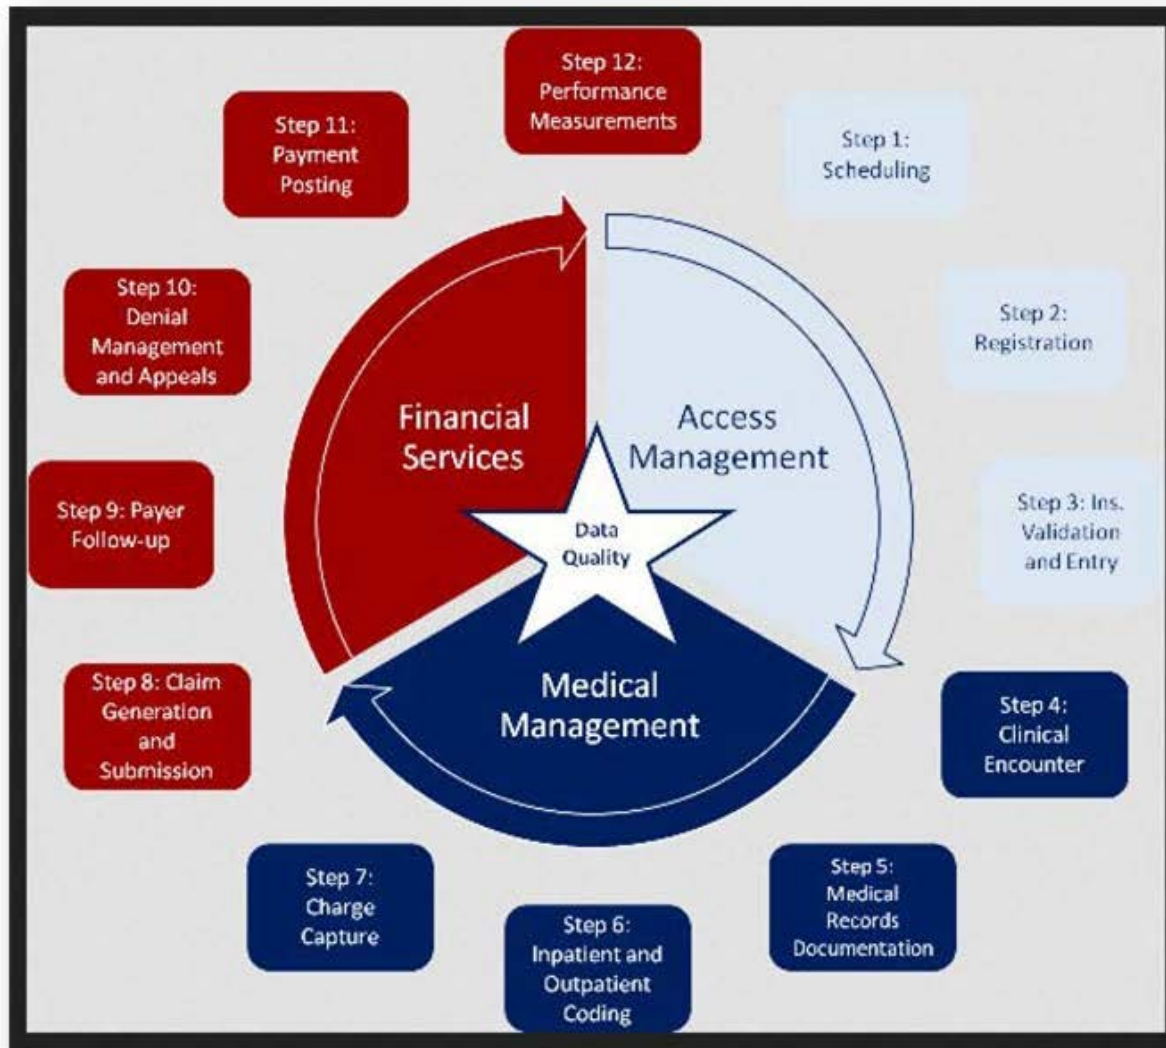 Step 12:
Performance
Measurements
Step 1:
Scheduling
Step 2:
Registration
Step 3: Ins.
Validation
and Entry
Step 4:
Clinical
Encounter
Step 5:
Medical
Records
Documentation
Step 6:
Inpatient and
Outpatient
Coding
Step 7:
Charge
Capture
Step 8: Claim
Generation
and
Submission
Step 9: Payer
Follow-up
Step 10:
Denial
Management
and Appeals
Step 11:
Payment
Posting
Financial
Services
Access
Management
Data
Quality
Medical
Management